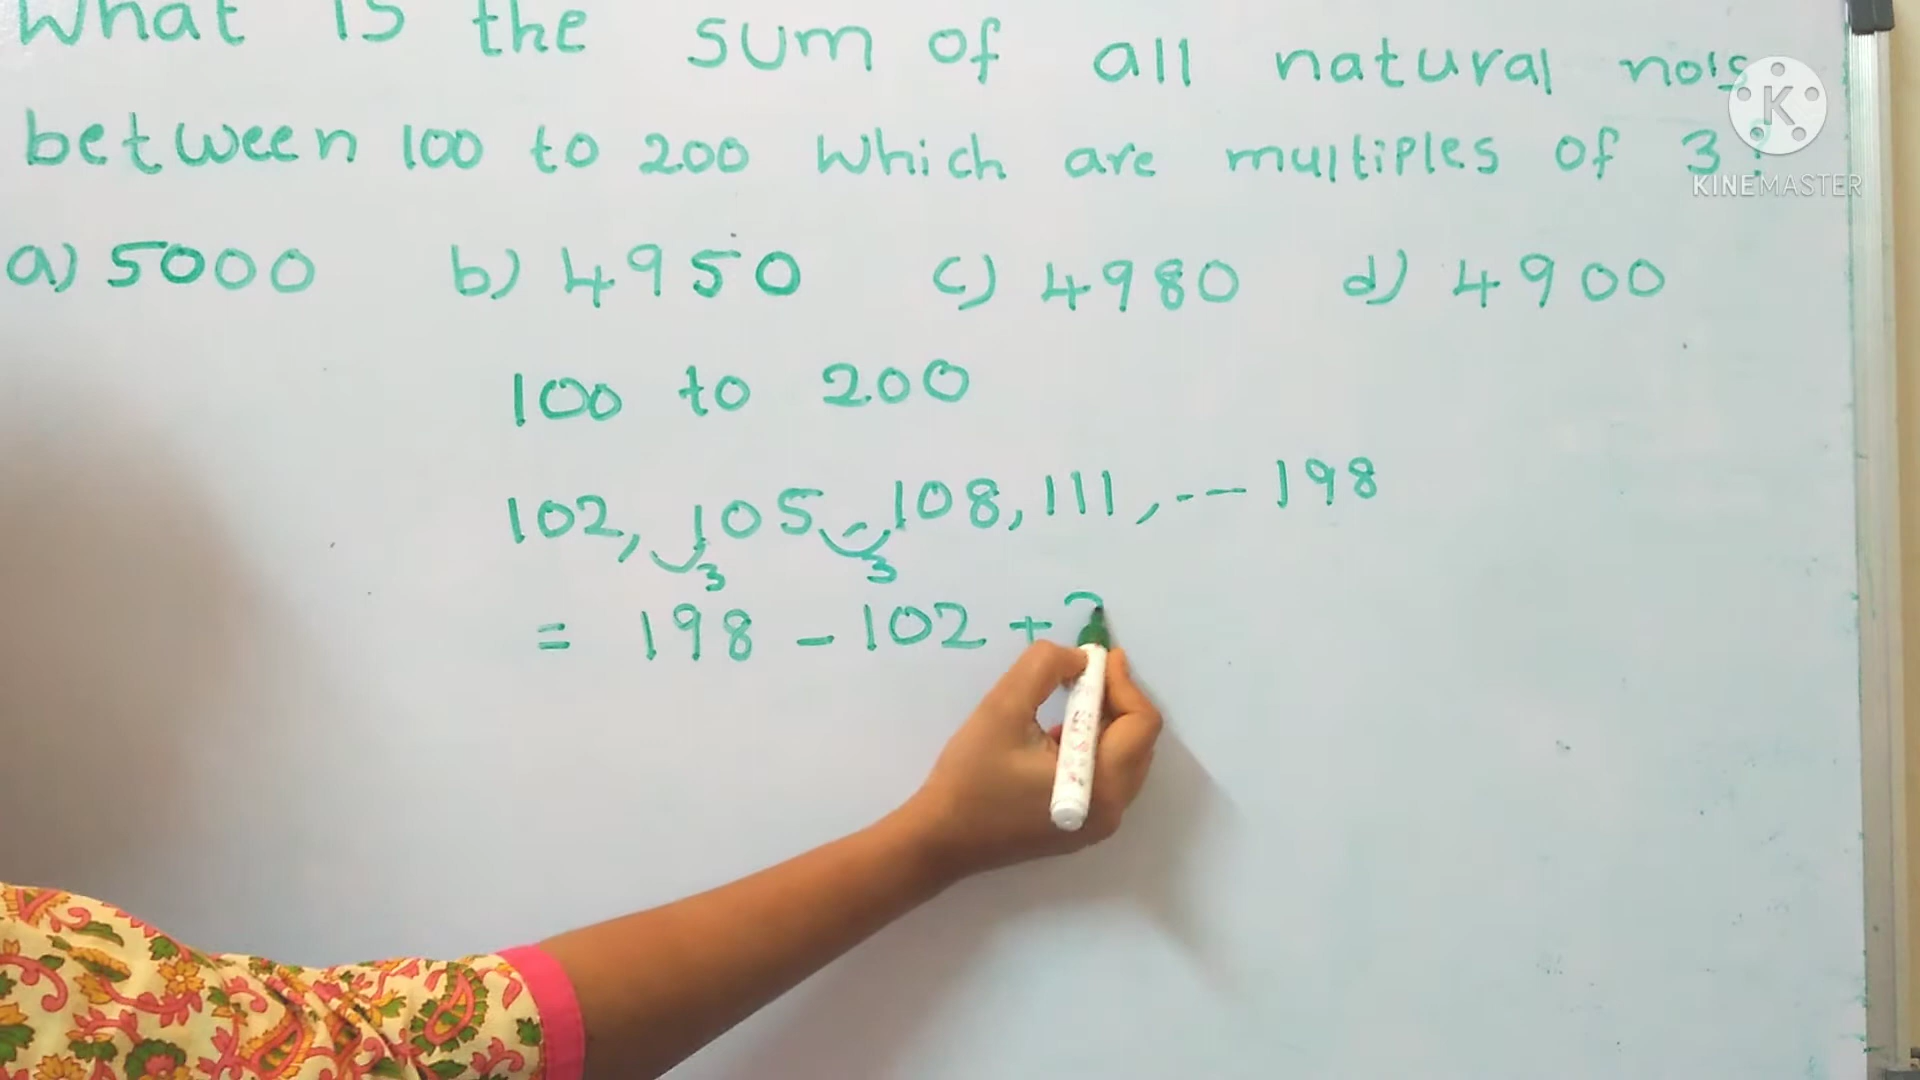 What is the sum of all natural no's
between 100 to 200 which are multiples of 3?
a) 5000 b) 4950 c) 4980 d) 4900
100 to 200
102, 105, 108, 111, --- 198
3 3
= 198 - 102 +
K
KINEMASTER